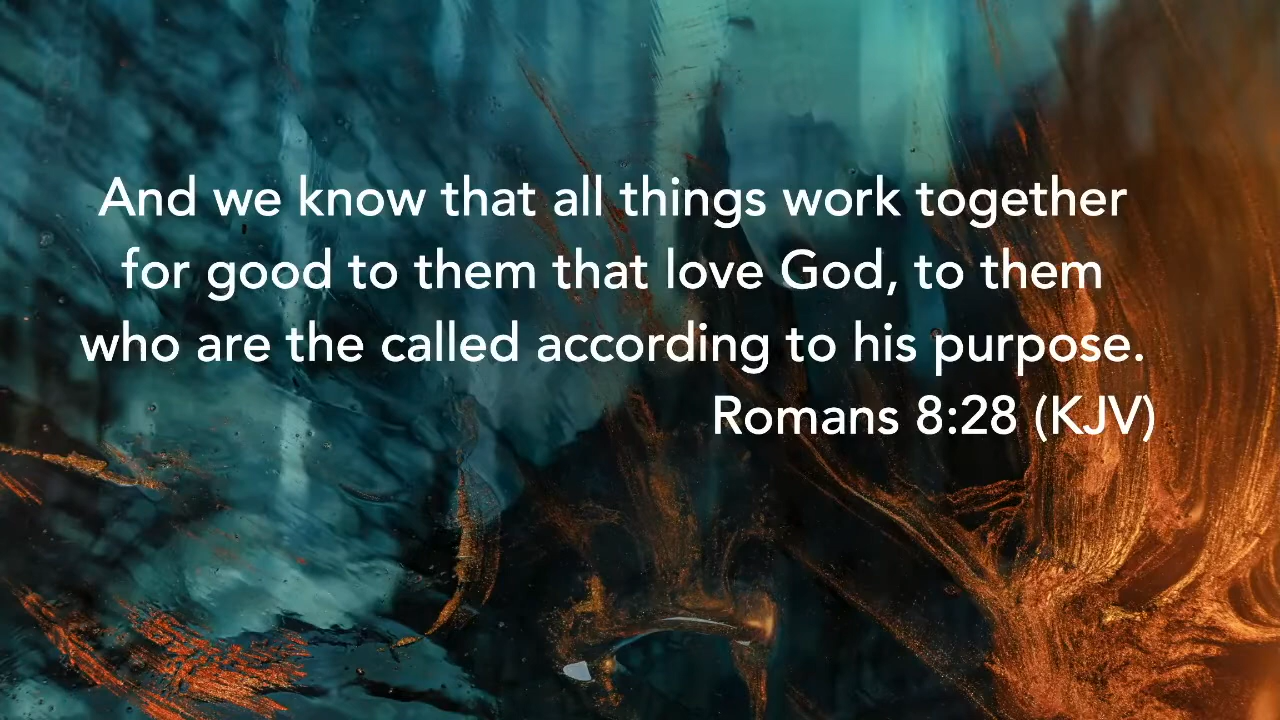 And we know that all things work together
for good to them that love God, to them
who are the called according to his purpose.
Romans 8:28 (KJV)